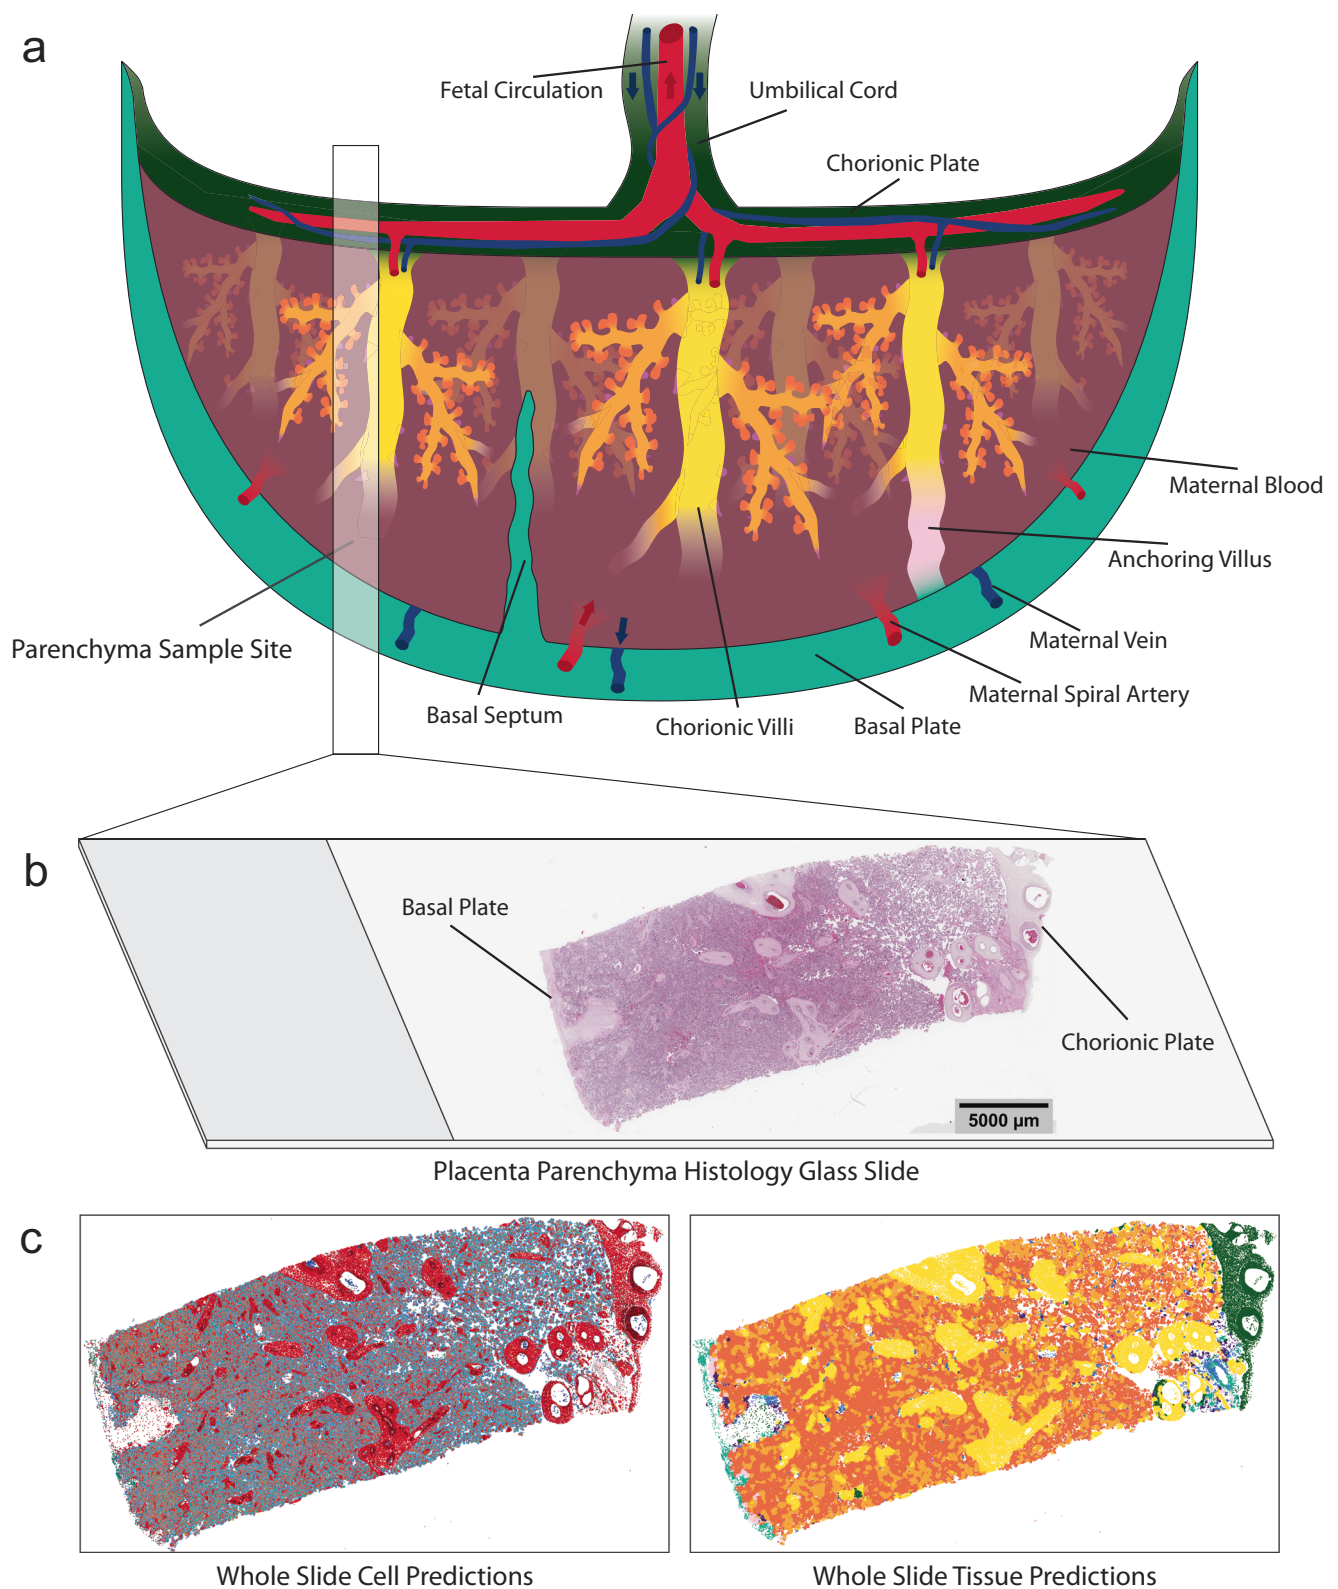 a
Fetal Circulation
Umbilical Cord
Chorionic Plate
Maternal Blood
Anchoring Villus
Parenchyma Sample Site
Maternal Vein
Maternal Spiral Artery
Basal Septum
Chorionic Villi
Basal Plate
b
Basal Plate
Chorionic Plate
5000 µm
Placenta Parenchyma Histology Glass Slide
c
Whole Slide Cell Predictions
Whole Slide Tissue Predictions